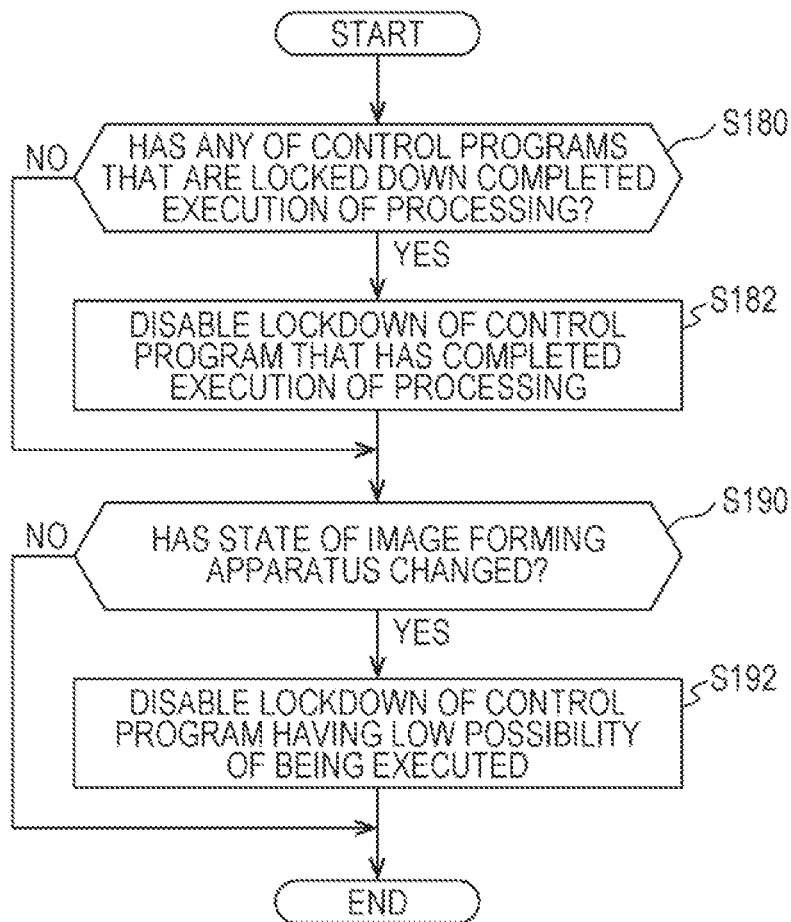 START
S180
HAS ANY OF CONTROL PROGRAMS
THAT ARE LOCKED DOWN COMPLETED
EXECUTION OF PROCESSING?
NO
YES
S182
DISABLE LOCKDOWN OF CONTROL
PROGRAM THAT HAS COMPLETED
EXECUTION OF PROCESSING
S190
NO
HAS STATE OF IMAGE FORMING
APPARATUS CHANGED?
YES
S192
DISABLE LOCKDOWN OF CONTROL
PROGRAM HAVING LOW POSSIBILITY
OF BEING EXECUTED
END